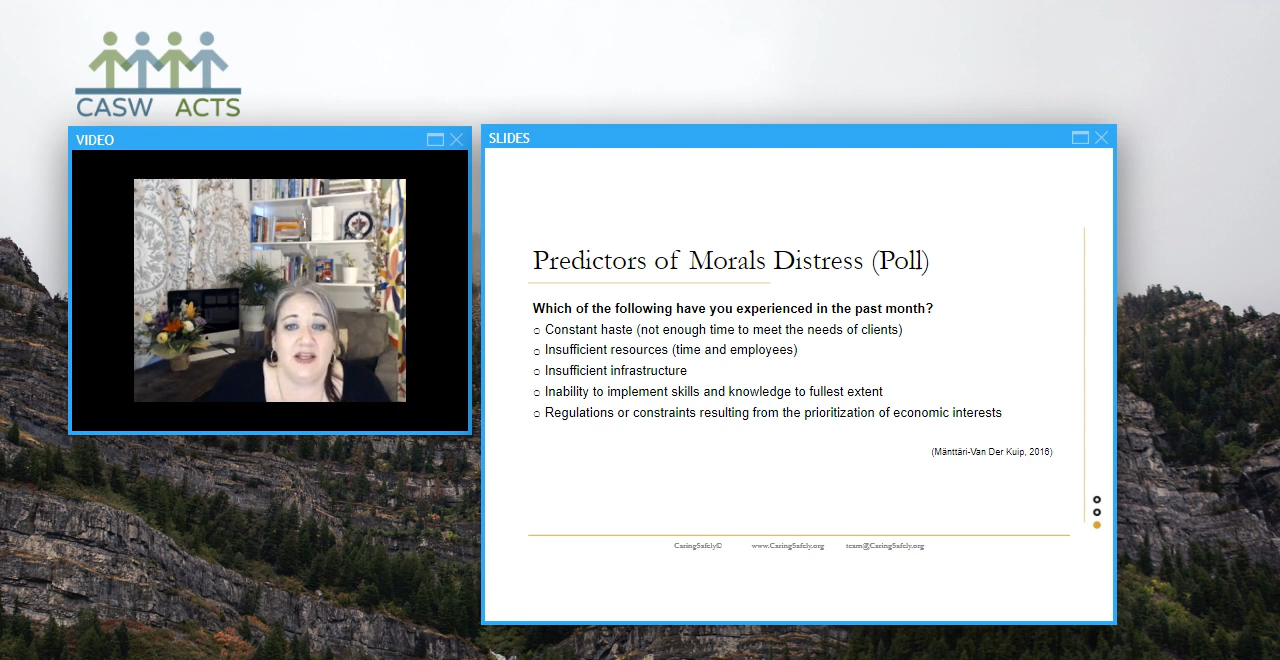 CASW ACTS
VIDEO
SLIDES
Predictors of Morals Distress (Poll)
Which of the following have you experienced in the past month?
○ Constant haste (not enough time to meet the needs of clients)
○ Insufficient resources (time and employees)
○ Insufficient infrastructure
○ Inability to implement skills and knowledge to fullest extent
○ Regulations or constraints resulting from the prioritization of economic interests
(Mänttäri-Van Der Kuip, 2016)
CaringSafely© www.CaringSafely.org team@CaringSafely.org